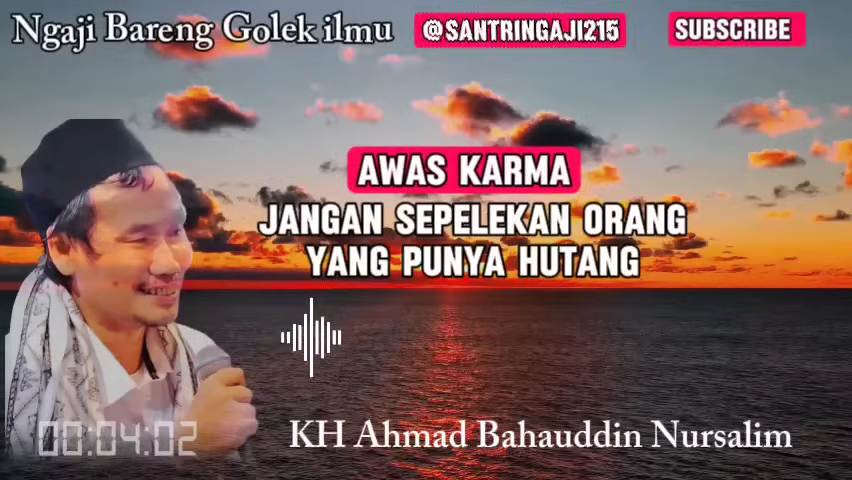 Ngaji Bareng Golek ilmu @SANTRINGAJI215 SUBSCRIBE
AWAS KARMA
JANGAN SEPELEKAN ORANG
YANG PUNYA HUTANG
KH Ahmad Bahauddin Nursalim
00:04:02